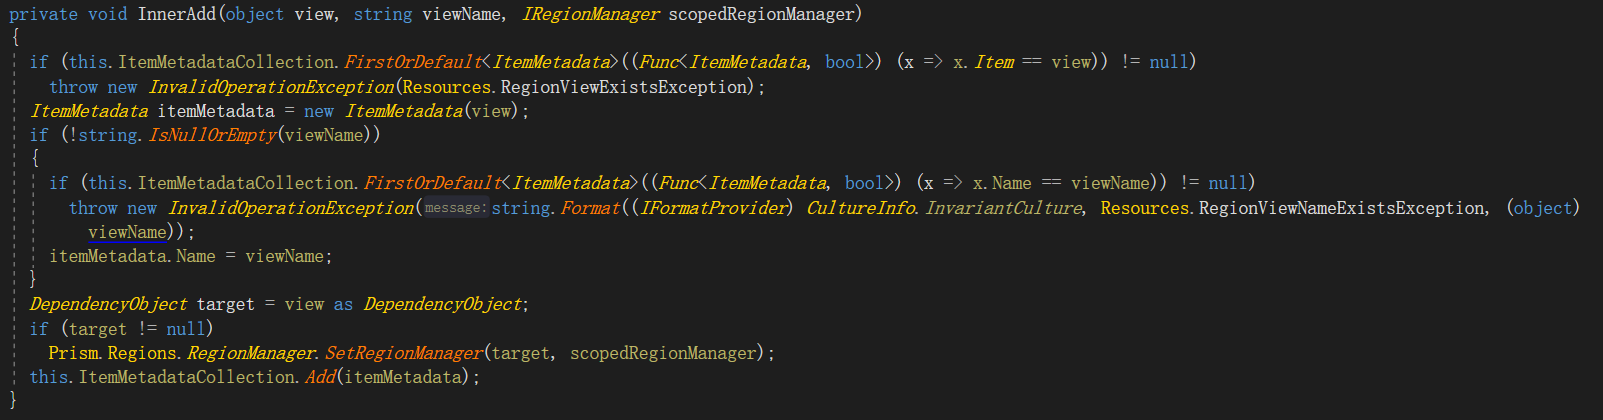 private void InnerAdd(object view, string viewName, IRegionManager scopedRegionManager)
{
if (this.ItemMetadataCollection.FirstOrDefault<ItemMetadata>((Func<ItemMetadata, bool>) (x => x.Item == view)) != null)
throw new InvalidOperationException(Resources.RegionViewExistsException);
ItemMetadata itemMetadata = new ItemMetadata(view);
if (!string.IsNullOrEmpty(viewName))
{
if (this.ItemMetadataCollection.FirstOrDefault<ItemMetadata>((Func<ItemMetadata, bool>) (x => x.Name == viewName)) != null)
throw new InvalidOperationException(message:string.Format((IFormatProvider) CultureInfo.InvariantCulture, Resources.RegionViewNameExistsException, (object)
viewName));
itemMetadata.Name = viewName;
}
DependencyObject target = view as DependencyObject;
if (target != null)
Prism.Regions.RegionManager.SetRegionManager(target, scopedRegionManager);
this.ItemMetadataCollection.Add(itemMetadata);
}